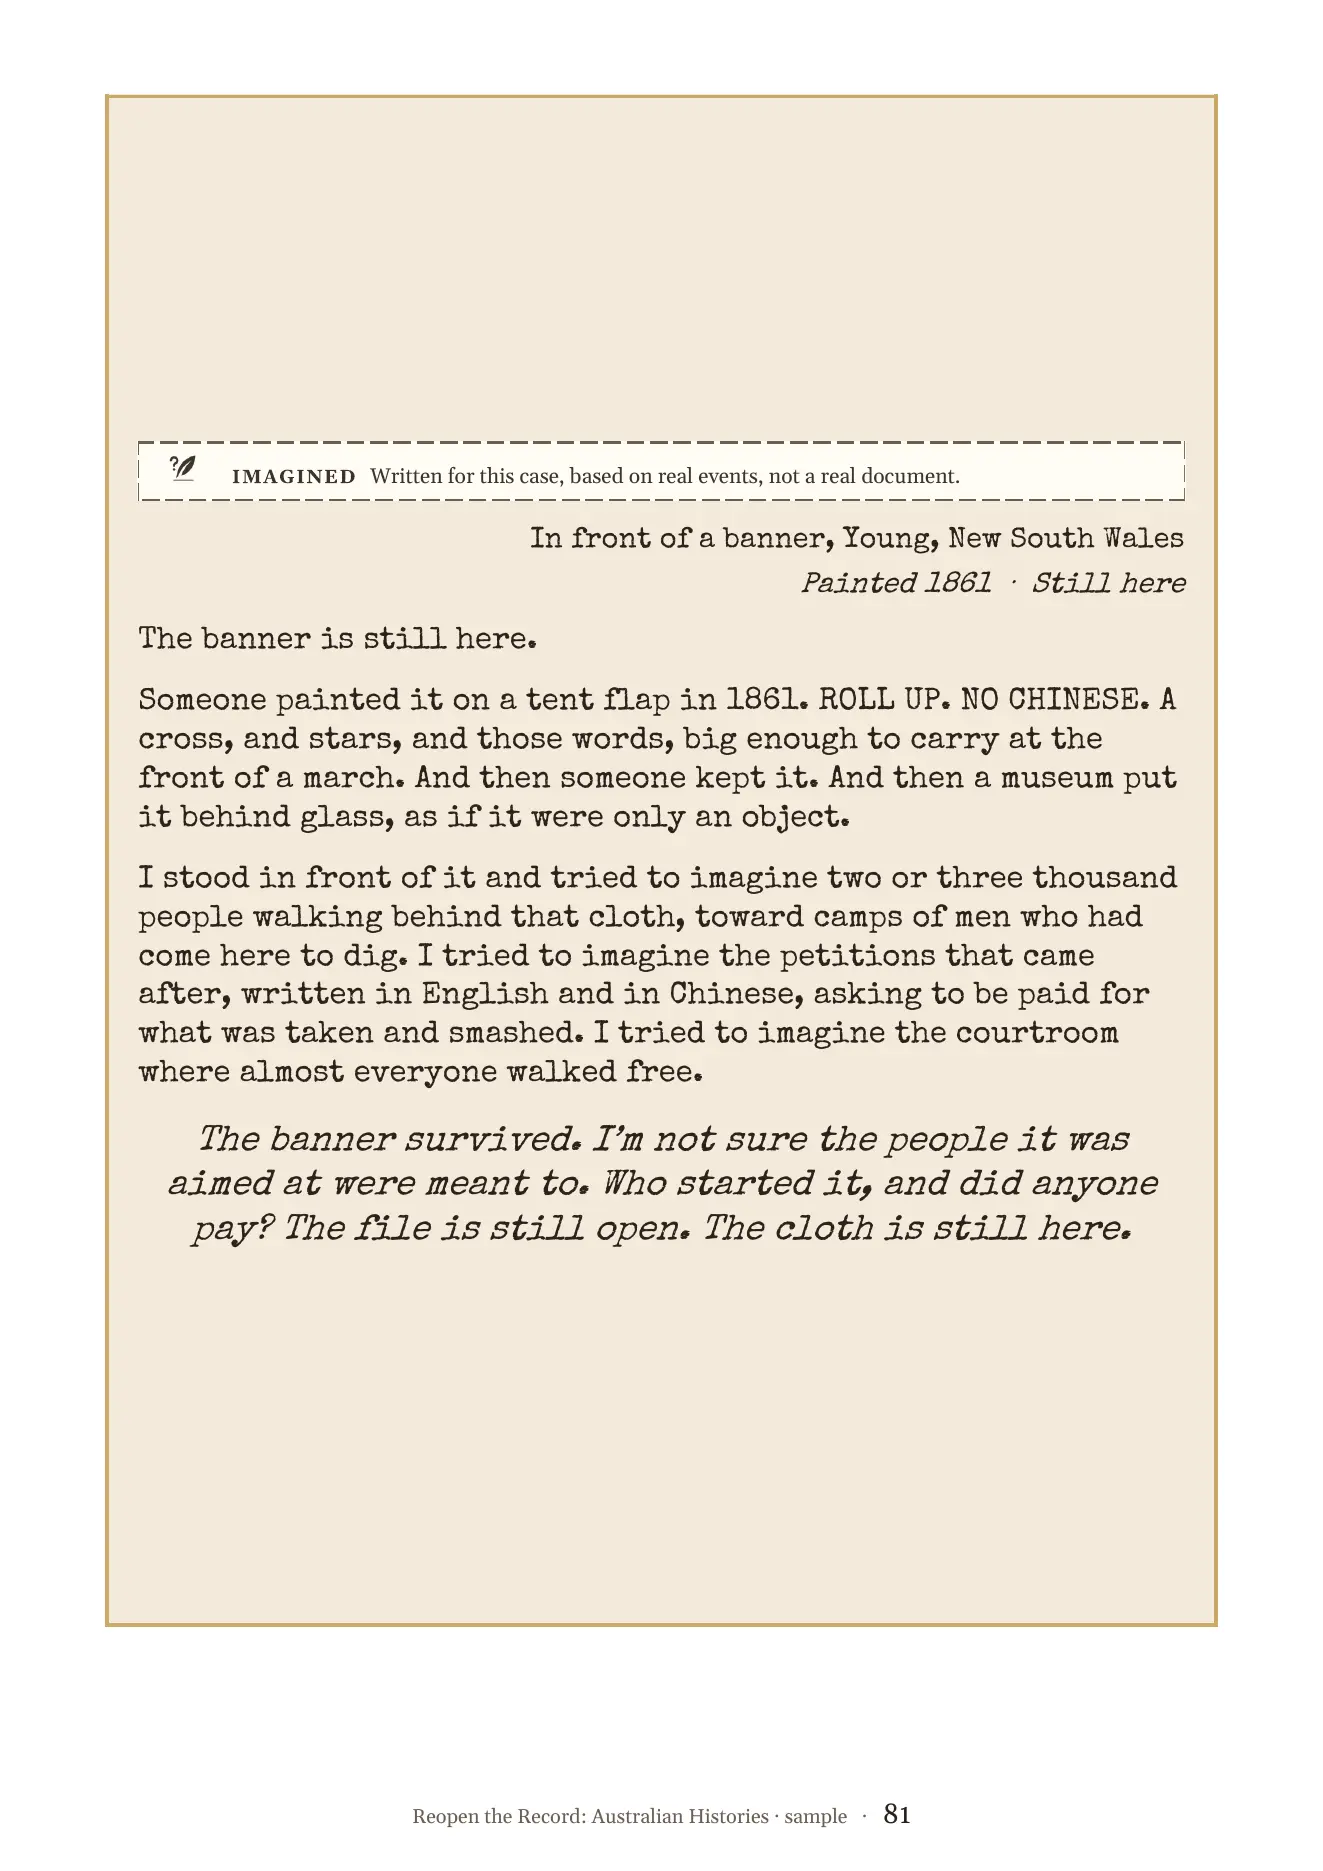 IMAGINED Written for this case, based on real events, not a real document.
In front of a banner, Young, New South Wales
Painted 1861 · Still here
The banner is still here.
Someone painted it on a tent flap in 1861. ROLL UP. NO CHINESE. A
cross, and stars, and those words, big enough to carry at the
front of a march. And then someone kept it. And then a museum put
it behind glass, as if it were only an object.
I stood in front of it and tried to imagine two or three thousand
people walking behind that cloth, toward camps of men who had
come here to dig. I tried to imagine the petitions that came
after, written in English and in Chinese, asking to be paid for
what was taken and smashed. I tried to imagine the courtroom
where almost everyone walked free.
The banner survived. I’m not sure the people it was
aimed at were meant to. Who started it, and did anyone
pay? The file is still open. The cloth is still here.
Reopen the Record: Australian Histories · sample · 81